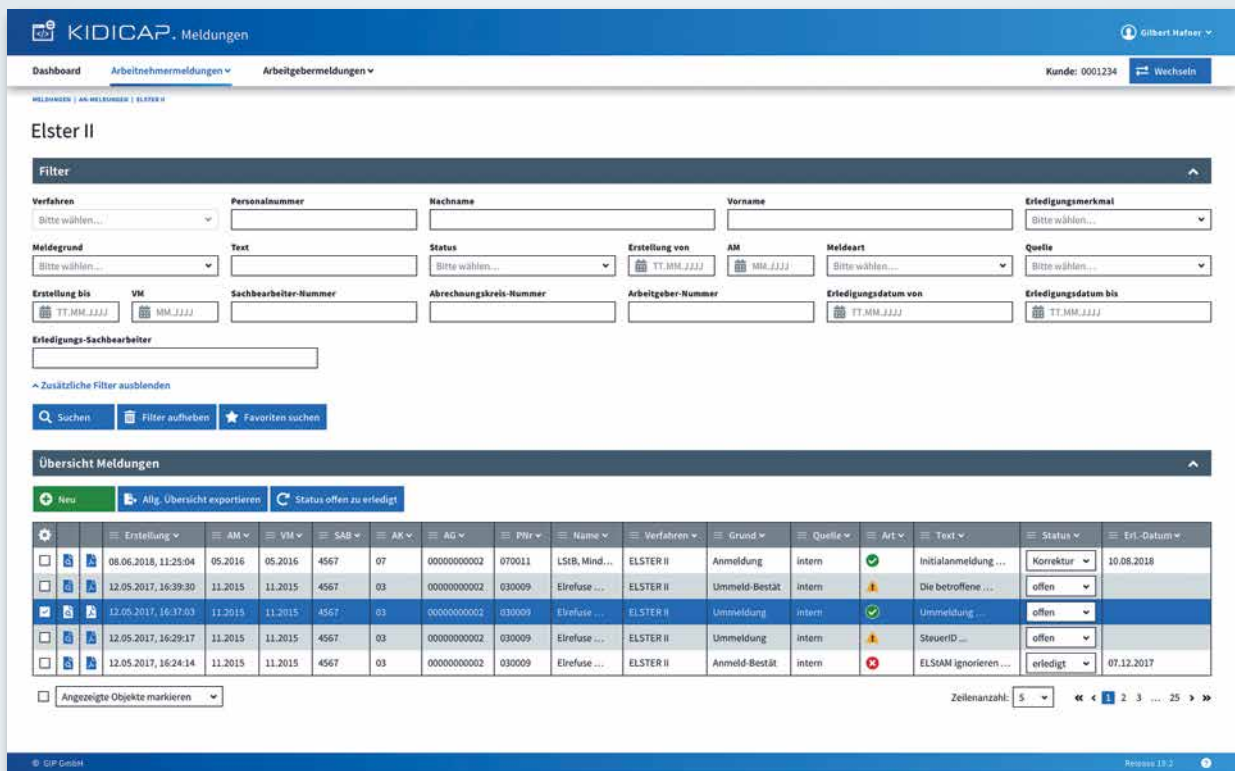 KIDICAP. Meldungen
Gilbert Hafner
Dashboard Arbeitnehmermeldungen Arbeitgebermeldungen Kunde: 0001234 Wechseln
MELDUNGEN | AN-MELDUNGEN | ELSTER II
Elster II
Filter
Verfahren Personalnummer Nachname Vorname Erledigungsmerkmal
Bitte wählen... Bitte wählen...
Meldegrund Text Status Erstellung von AM Meldeart Quelle
Bitte wählen... Bitte wählen... TT.MM.JJJJ MM.JJJJ Bitte wählen... Bitte wählen...
Erstellung bis VM Sachbearbeiter-Nummer Abrechnungskreis-Nummer Arbeitgeber-Nummer Erledigungsdatum von Erledigungsdatum bis
TT.MM.JJJJ MM.JJJJ TT.MM.JJJJ TT.MM.JJJJ
Erledigungs-Sachbearbeiter
Zusätzliche Filter ausblenden
Suchen Filter aufheben Favoriten suchen
Übersicht Meldungen
Neu Allg. Übersicht exportieren Status offen zu erledigt
Erstellung AM VM SAB AK AG PNr Name Verfahren Grund Quelle Art Text Status Erl.-Datum
08.06.2018, 11:25:04 05.2016 05.2016 4567 07 00000000002 070011 LStB, Mind... ELSTER II Anmeldung intern Initialanmeldung ... Korrektur 10.08.2018
12.05.2017, 16:39:30 11.2015 11.2015 4567 03 00000000002 030009 Elrefuse ... ELSTER II Ummeld-Bestät intern Die betroffene .... offen
12.05.2017, 16:37:03 11.2015 11.2015 4567 03 00000000002 030009 Elrefuse .... ELSTER II Ummeldung intern Ummeldung ... offen
12.05.2017, 16:29:17 11.2015 11.2015 4567 03 00000000002 030009 Elrefuse .... ELSTER II Ummeldung intern SteuerID ... offen
12.05.2017, 16:24:14 11.2015 11.2015 4567 03 00000000002 030009 Elrefuse ... ELSTER II Anmeld-Bestät intern ELStAM ignorieren ... erledigt 07.12.2017
Angezeigte Objekte markieren Zeilenanzahl: 5 « < 1 2 3 ... 25 > »
© GIP GmbH Release 19.2